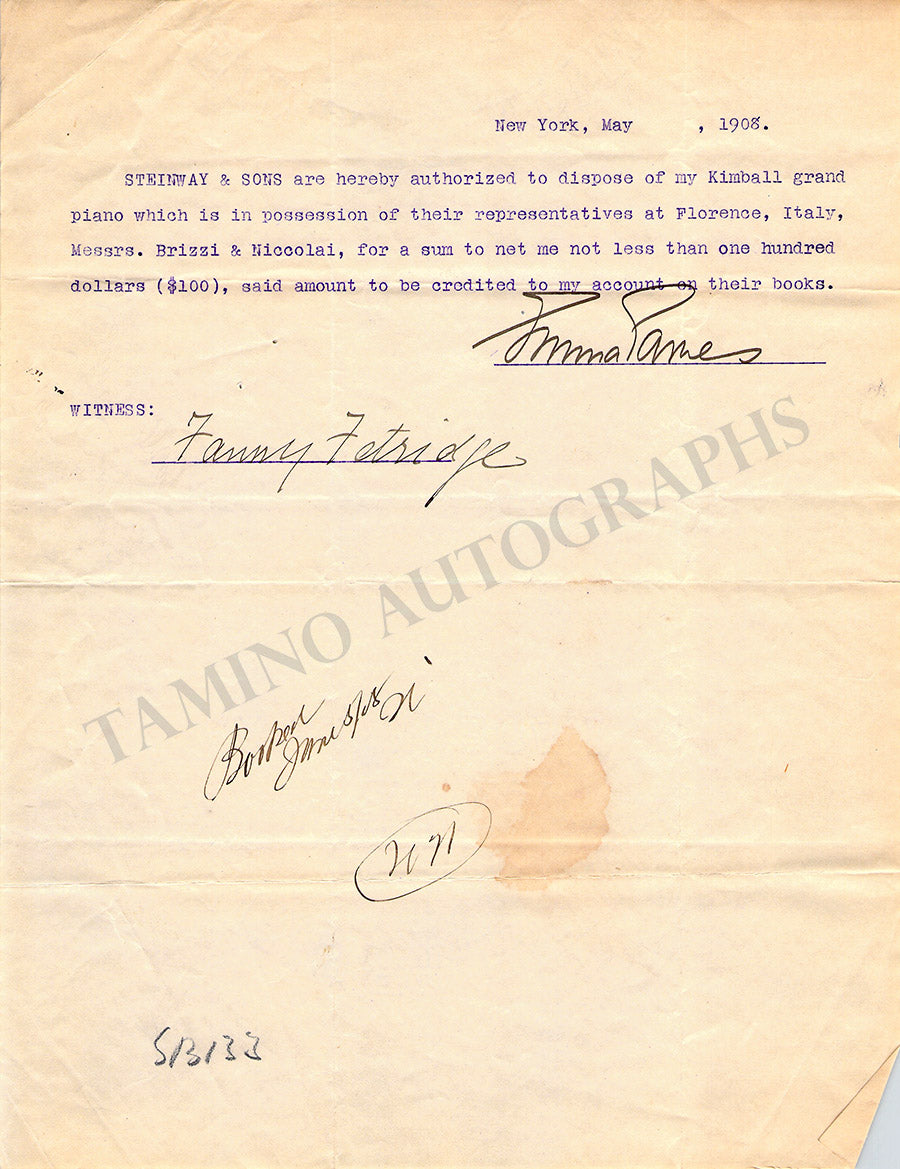 New York, May , 1908.
STEINWAY & SONS are hereby authorized to dispose of my Kimball grand
piano which is in possession of their representatives at Florence, Italy,
Messrs. Brizzi & Niccolai, for a sum to net me not less than one hundred
dollars ($100), said amount to be credited to my account on their books.
Emma Eames
WITNESS:
Fanny Fetridge
TAMINO AUTOGRAPHS
Booked
June